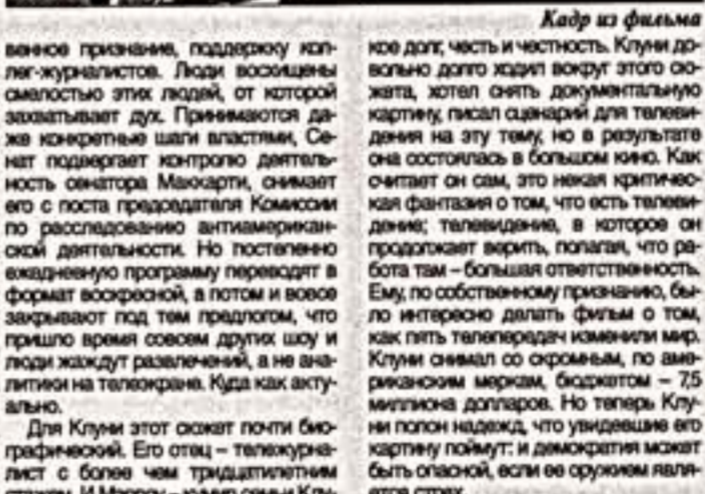 Кадр из фильма
венное признание, поддержку кол-
лег-журналистов. Люди восхищены
смелостью этих людей, от которой
захватывает дух. Принимаются да-
же конкретные шаги властями, Се-
нат подвергает контролю деятель-
ность сенатора Маккарти, снимает
его с поста председателя Комиссии
по расследованию антиамерикан-
ской деятельности. Но постепенно
ежедневную программу переводят в
формат воскресной, а потом и вовсе
закрывают под тем предлогом, что
пришло время совсем других шоу и
люди жаждут развлечений, а не ана-
литики на телеэкране. Куда как акту-
ально.
Для Клуни этот сюжет почти био-
графический. Его отец – тележурна-
лист с более чем тридцатилетним
стажем. И Мэрроу – кумир семьи Клу-
кое долг, честь и честность. Клуни до-
вольно долго ходил вокруг этого сю-
жета, хотел снять документальную
картину, писал сценарий для телеви-
дения на эту тему, но в результате
она состоялась в большом кино. Как
считает он сам, это некая критичес-
кая фантазия о том, что есть телеви-
дение; телевидение, в которое он
продолжает верить, полагая, что ра-
бота там – большая ответственность.
Ему, по собственному признанию, бы-
ло интересно делать фильм о том,
как пять телепередач изменили мир.
Клуни снимал со скромным, по аме-
риканским меркам, бюджетом – 7,5
миллиона долларов. Но теперь Клу-
ни полон надежд, что увидевшие его
картину поймут: и демократия может
быть опасной, если ее оружием явля-
ется страх.